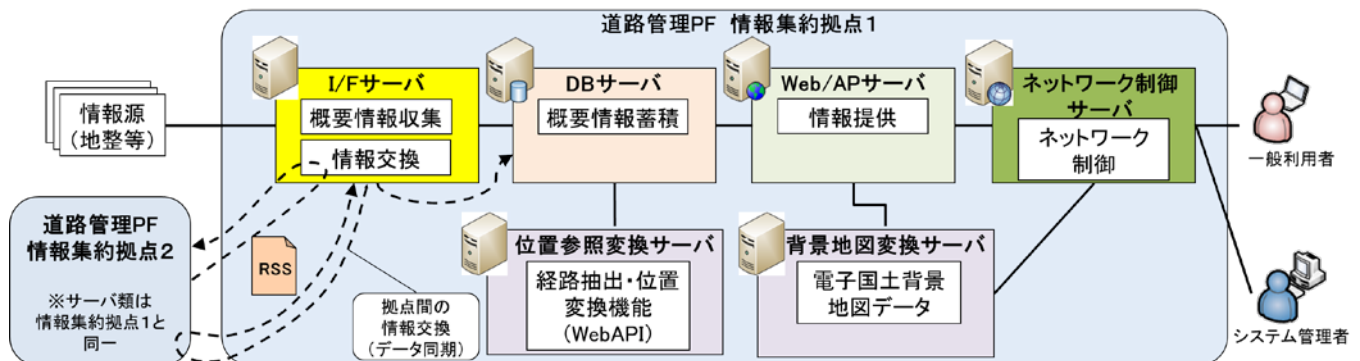 道路管理PF 情報集約拠点1
I/Fサーバ
概要情報収集
情報交換
DBサーバ
概要情報蓄積
Web/APサーバ
情報提供
ネットワーク制御
サーバ
ネットワーク
制御
情報源
(地整等)
一般利用者
道路管理PF
情報集約拠点2
※サーバ類は
情報集約拠点1と
同一
RSS
拠点間の
情報交換
(データ同期)
位置参照変換サーバ
経路抽出・位置
変換機能
(WebAPI)
背景地図変換サーバ
電子国土背景
地図データ
システム管理者